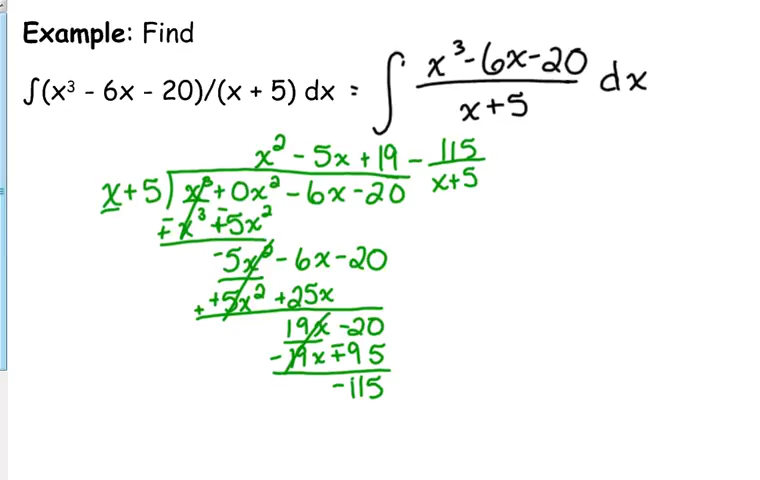 Example: Find
∫(x³ - 6x - 20)/(x + 5) dx = ∫ (x³ - 6x - 20)/(x + 5) dx
x² - 5x + 19 - 115/(x+5)
x + 5 ) x³ + 0x² - 6x - 20
+ - x³ + - 5x²
-5x² - 6x - 20
+ + 5x² + 25x
19x - 20
- 19x + - 95
-115